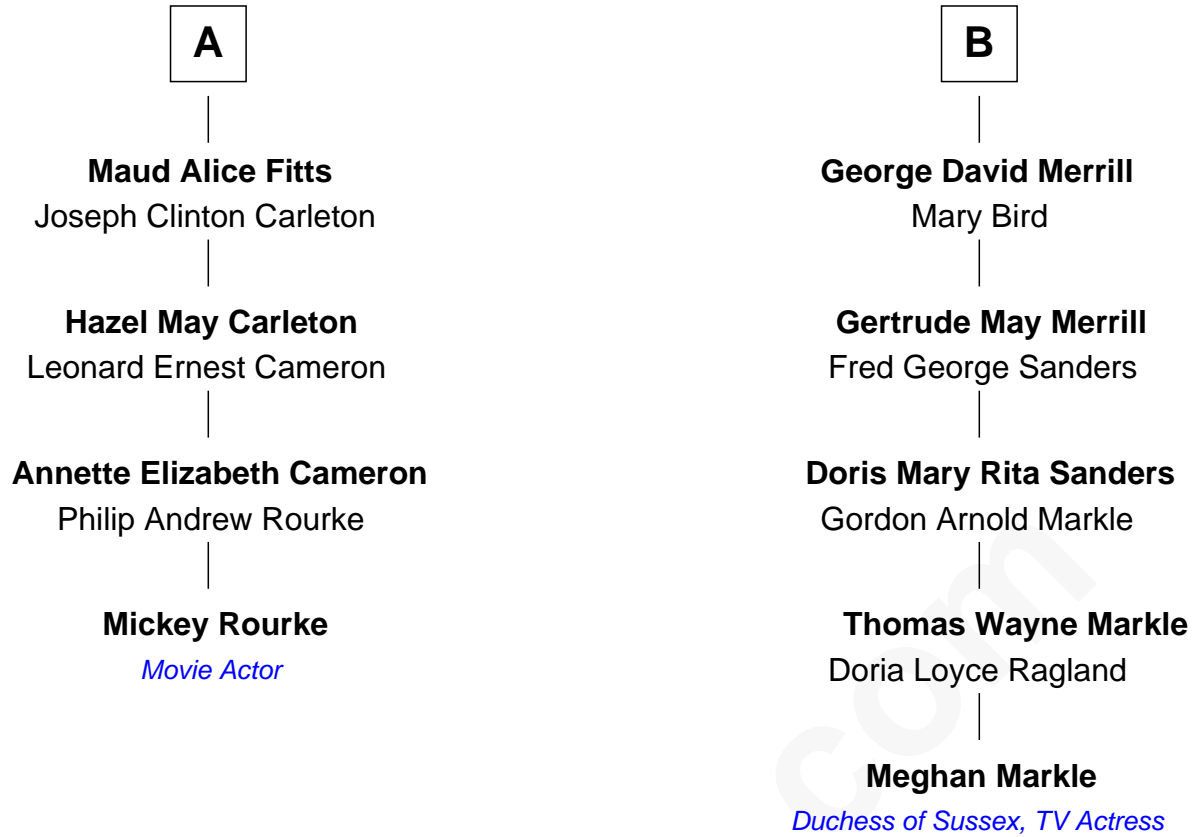 A
Maud Alice Fitts
Joseph Clinton Carleton
Hazel May Carleton
Leonard Ernest Cameron
Annette Elizabeth Cameron
Philip Andrew Rourke
Mickey Rourke
Movie Actor
B
George David Merrill
Mary Bird
Gertrude May Merrill
Fred George Sanders
Doris Mary Rita Sanders
Gordon Arnold Markle
Thomas Wayne Markle
Doria Loyce Ragland
Meghan Markle
Duchess of Sussex, TV Actress
com